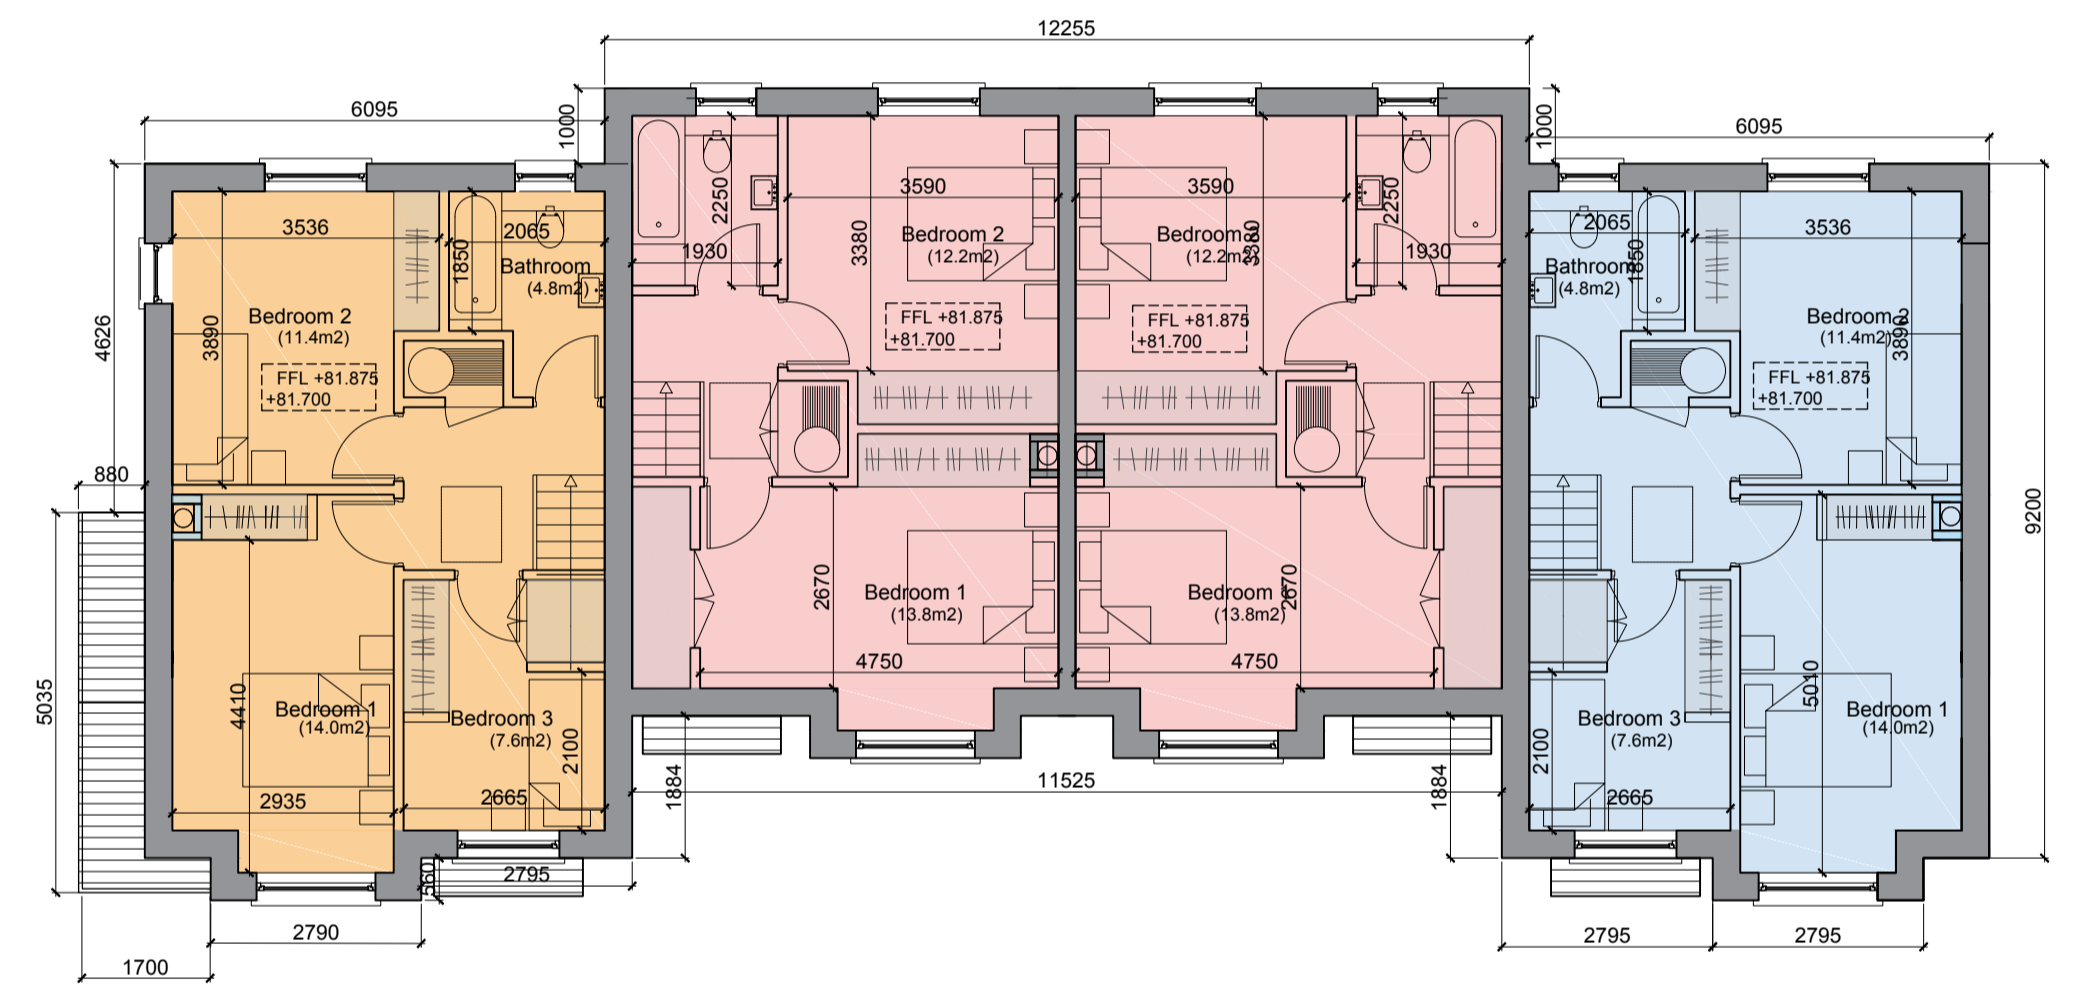 12255
6095
1000
1000
6095
3536
2065
1850
Bathroom
(4.8m2)
Bedroom 2
(11.4m2)
3890
FFL +81.875
+81.700
4626
880
2250
1930
3590
3380
Bedroom 2
(12.2m2)
FFL +81.875
+81.700
3590
3380
Bedroom
(12.2m2)
FFL +81.875
+81.700
2250
1930
2065
1850
Bathroom
(4.8m2)
3536
Bedroom 2
(11.4m2)
3890
FFL +81.875
+81.700
9200
5035
4410
Bedroom 1
(14.0m2)
2935
Bedroom 3
(7.6m2)
2100
2665
2670
Bedroom 1
(13.8m2)
4750
Bedroom
(13.8m2)
2670
4750
Bedroom 3
(7.6m2)
2100
2665
5010
Bedroom 1
(14.0m2)
1884
11525
1884
560
2795
2790
1700
2795
2795